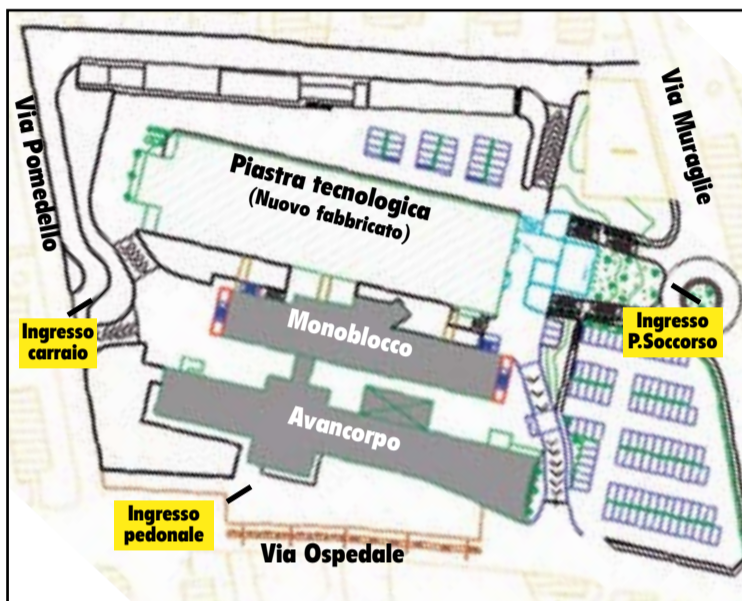 Via Pomedello
Via Muraglie
Piastra tecnologica
(Nuovo fabbricato)
Ingresso
carraio
Monoblocco
Ingresso
P.Soccorso
Avancorpo
Ingresso
pedonale
Via Ospedale